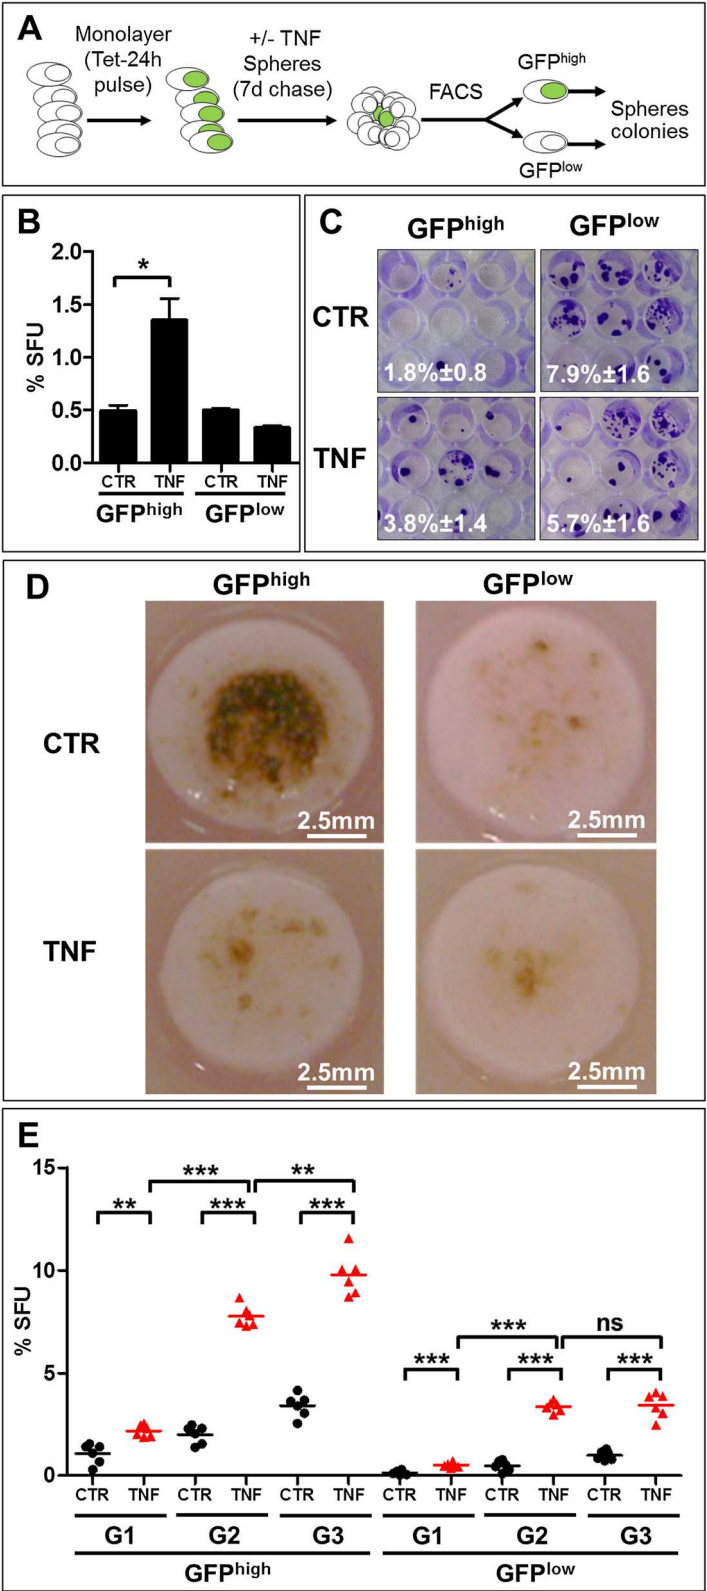 A
Monolayer
(Tet-24h
pulse)
+/- TNF
Spheres
(7d chase)
FACS
GFPhigh
GFPlow
Spheres
colonies
B
% SFU
2.0
1.5
1.0
0.5
0.0
*
CTR TNF CTR TNF
GFPhigh GFPlow
C
GFPhigh GFPlow
CTR
1.8%±0.8 7.9%±1.6
TNF
3.8%±1.4 5.7%±1.6
D
GFPhigh GFPlow
CTR
2.5mm 2.5mm
TNF
2.5mm 2.5mm
E
% SFU
15
10
5
0
*** **
** *** ***
*** ns
*** *** ***
CTR TNF CTR TNF CTR TNF CTR TNF CTR TNF CTR TNF
G1 G2 G3 G1 G2 G3
GFPhigh GFPlow